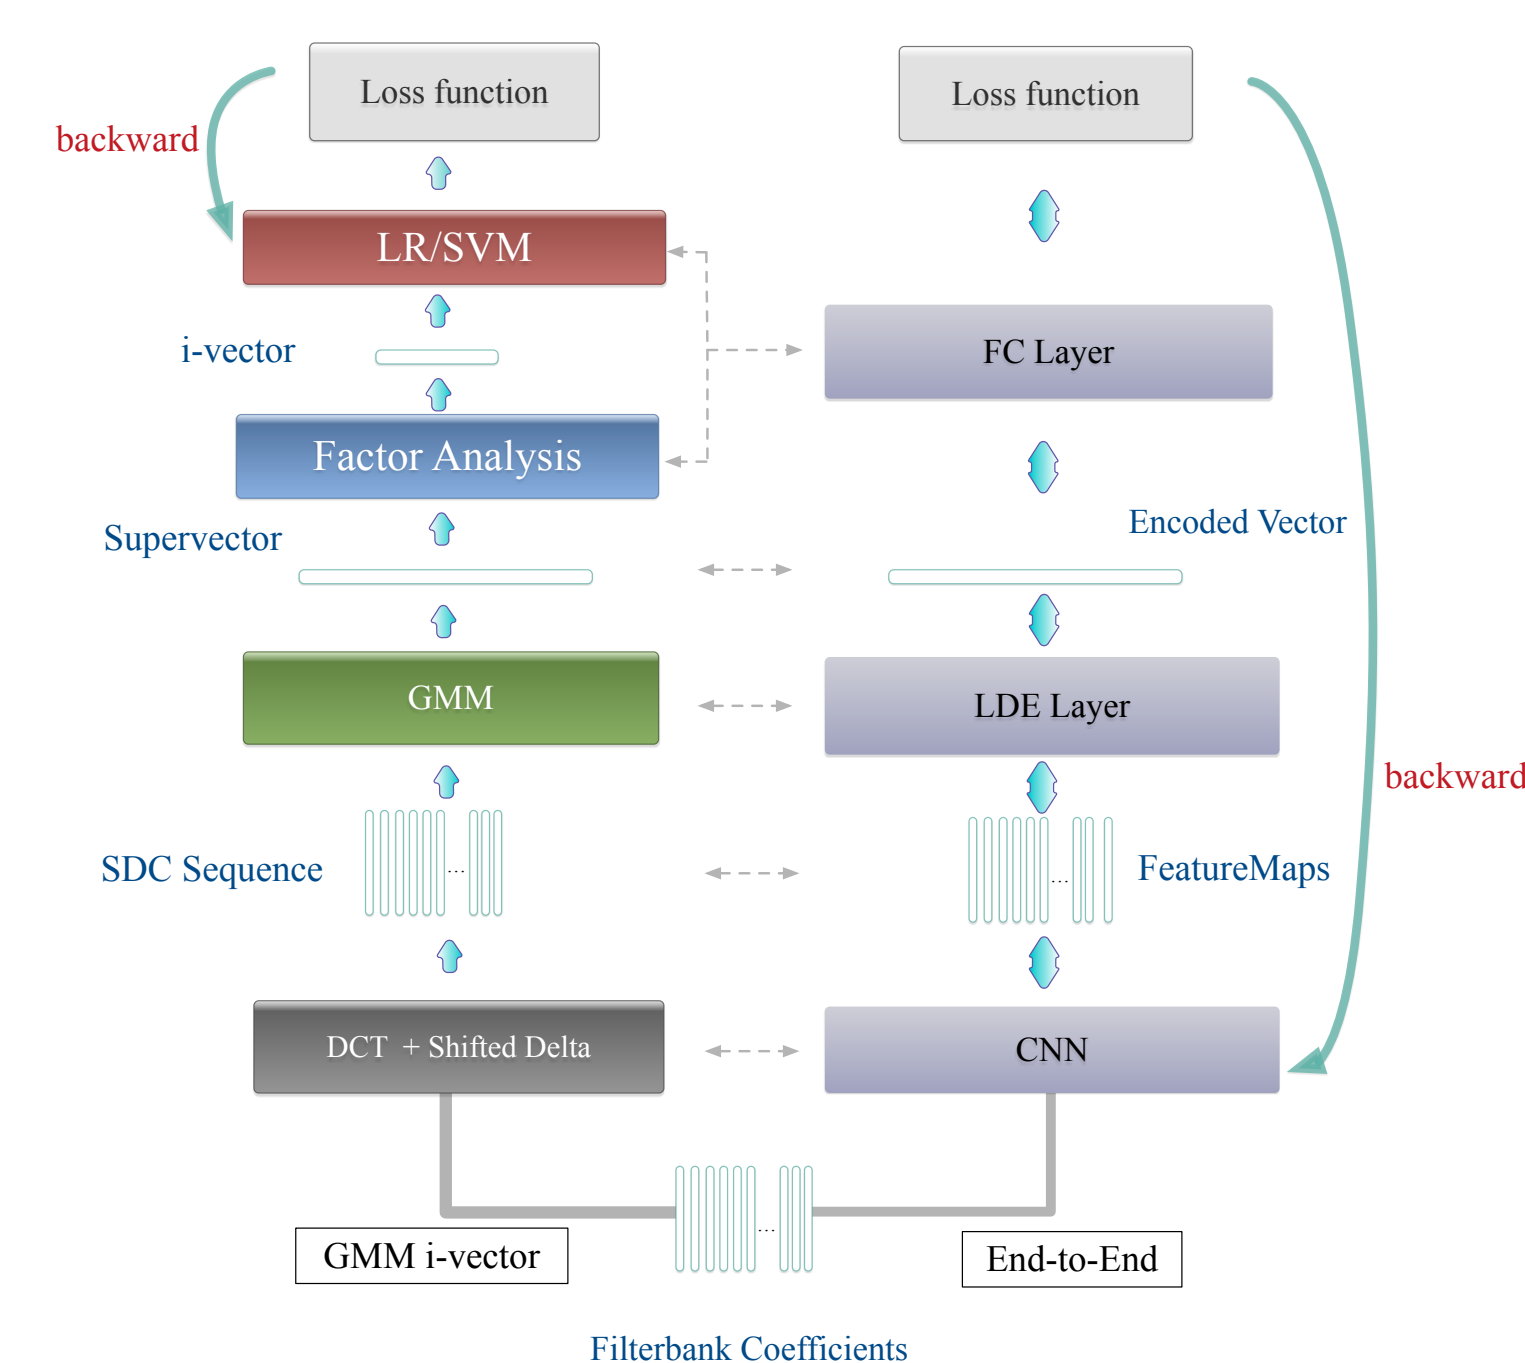 Loss function
Loss function
backward
LR/SVM
i-vector
FC Layer
Factor Analysis
Supervector
Encoded Vector
GMM
LDE Layer
backward
SDC Sequence
...
...
FeatureMaps
DCT + Shifted Delta
CNN
...
GMM i-vector
End-to-End
Filterbank Coefficients